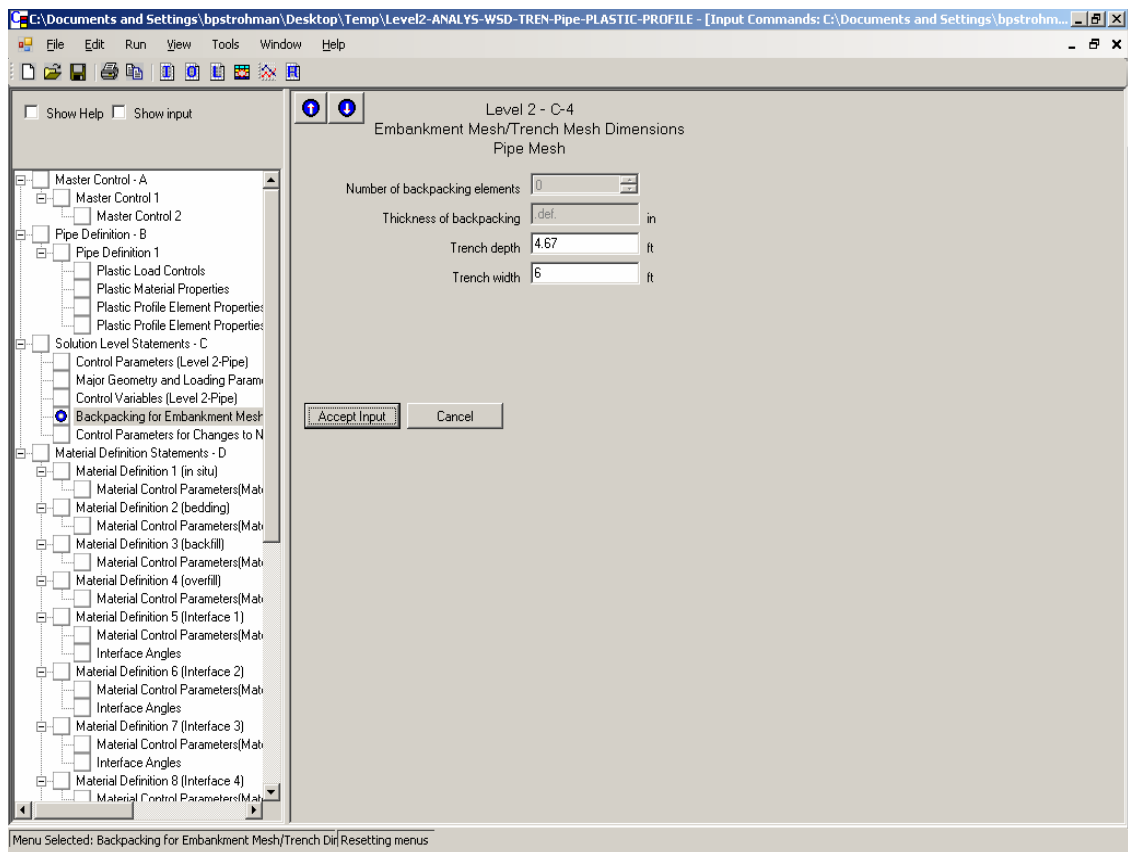 C:\Documents and Settings\bpstrohman\Desktop\Temp\Level2-ANALYS-WSD-TREN-Pipe-PLASTIC-PROFILE - [Input Commands: C:\Documents and Settings\bpstrohm...
File Edit Run View Tools Window Help
Show Help Show input
Master Control - A
Master Control 1
Master Control 2
Pipe Definition - B
Pipe Definition 1
Plastic Load Controls
Plastic Material Properties
Plastic Profile Element Properties
Plastic Profile Element Properties
Solution Level Statements - C
Control Parameters (Level 2-Pipe)
Major Geometry and Loading Param
Control Variables (Level 2-Pipe)
Backpacking for Embankment Mesh
Control Parameters for Changes to N
Material Definition Statements - D
Material Definition 1 (in situ)
Material Control Parameters(Mat
Material Definition 2 (bedding)
Material Control Parameters(Mat
Material Definition 3 (backfill)
Material Control Parameters(Mat
Material Definition 4 (overfill)
Material Control Parameters(Mat
Material Definition 5 (Interface 1)
Material Control Parameters(Mat
Interface Angles
Material Definition 6 (Interface 2)
Material Control Parameters(Mat
Interface Angles
Material Definition 7 (Interface 3)
Material Control Parameters(Mat
Interface Angles
Material Definition 8 (Interface 4)
Material Control Parameters(Mat
Level 2 - C-4
Embankment Mesh/Trench Mesh Dimensions
Pipe Mesh
Number of backpacking elements 0
Thickness of backpacking .def. in
Trench depth 4.67 ft
Trench width 6 ft
Accept Input Cancel
Menu Selected: Backpacking for Embankment Mesh/Trench Dir Resetting menus